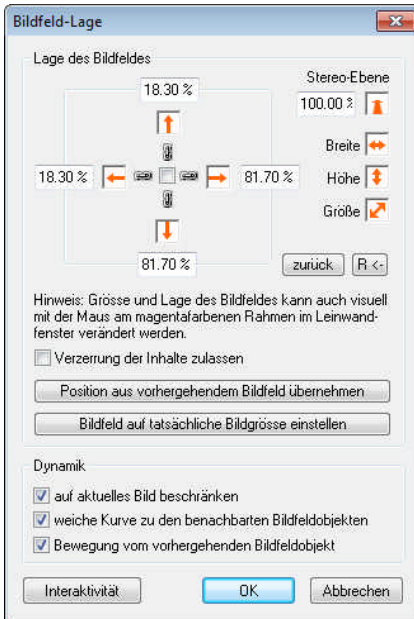 Bildfeld-Lage
Lage des Bildfeldes
Stereo-Ebene
18.30 %
100.00 %
Breite
18.30 %
81.70 %
Höhe
Größe
81.70 %
zurück
R <-
Hinweis: Grösse und Lage des Bildfeldes kann auch visuell
mit der Maus am magentafarbenen Rahmen im Leinwand-
fenster verändert werden.
Verzerrung der Inhalte zulassen
Position aus vorhergehendem Bildfeld übernehmen
Bildfeld auf tatsächliche Bildgrösse einstellen
Dynamik
auf aktuelles Bild beschränken
weiche Kurve zu den benachbarten Bildfeldobjekten
Bewegung vom vorhergehenden Bildfeldobjekt
Interaktivität
OK
Abbrechen